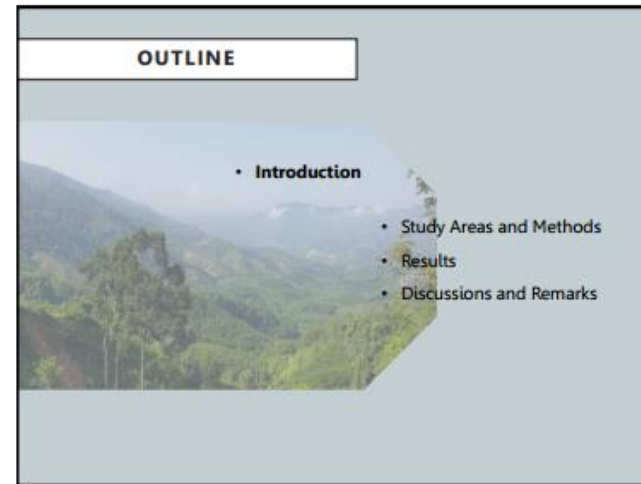 OUTLINE
• Introduction
• Study Areas and Methods
• Results
• Discussions and Remarks